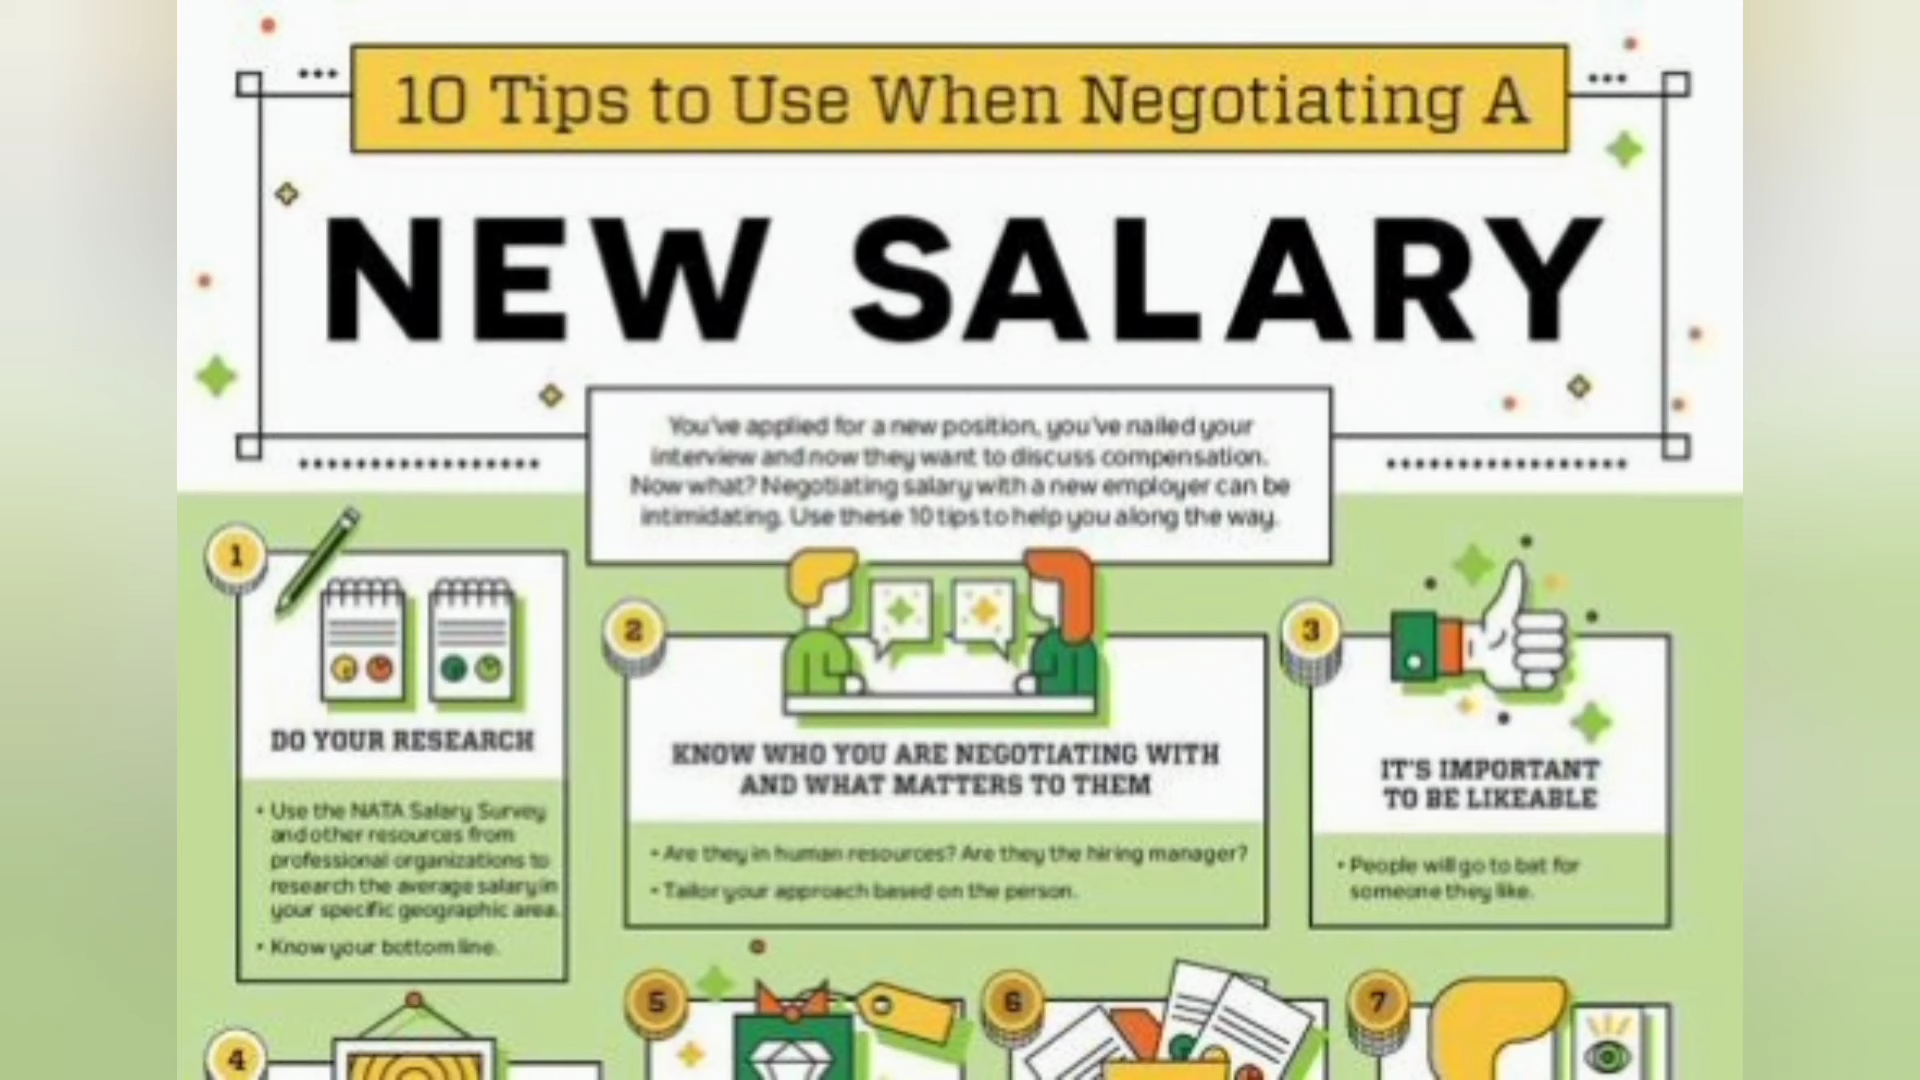 10 Tips to Use When Negotiating A
NEW SALARY
You've applied for a new position, you've nailed your
interview and now they want to discuss compensation.
Now what? Negotiating salary with a new employer can be
intimidating. Use these 10 tips to help you along the way.
1
DO YOUR RESEARCH
• Use the NATA Salary Survey
and other resources from
professional organizations to
research the average salary in
your specific geographic area.
• Know your bottom line.
2
KNOW WHO YOU ARE NEGOTIATING WITH
AND WHAT MATTERS TO THEM
• Are they in human resources? Are they the hiring manager?
• Tailor your approach based on the person.
3
IT'S IMPORTANT
TO BE LIKEABLE
• People will go to bat for
someone they like.
4
5
6
7